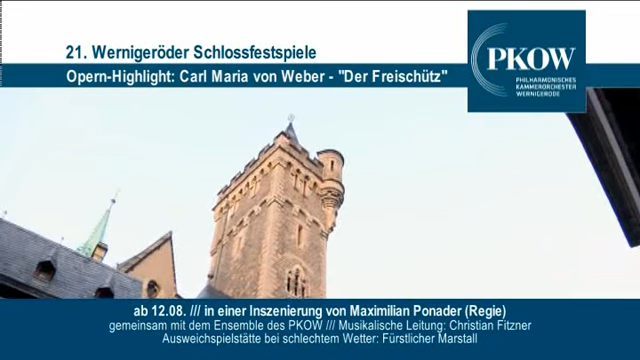 21. Wernigeröder Schlossfestspiele
Opern-Highlight: Carl Maria von Weber - "Der Freischütz"
PKOW
PHILHARMONISCHES
KAMMERORCHESTER
WERNIGERODE
ab 12.08. /// in einer Inszenierung von Maximilian Ponader (Regie)
gemeinsam mit dem Ensemble des PKOW /// Musikalische Leitung: Christian Fitzner
Ausweichspielstätte bei schlechtem Wetter: Fürstlicher Marstall